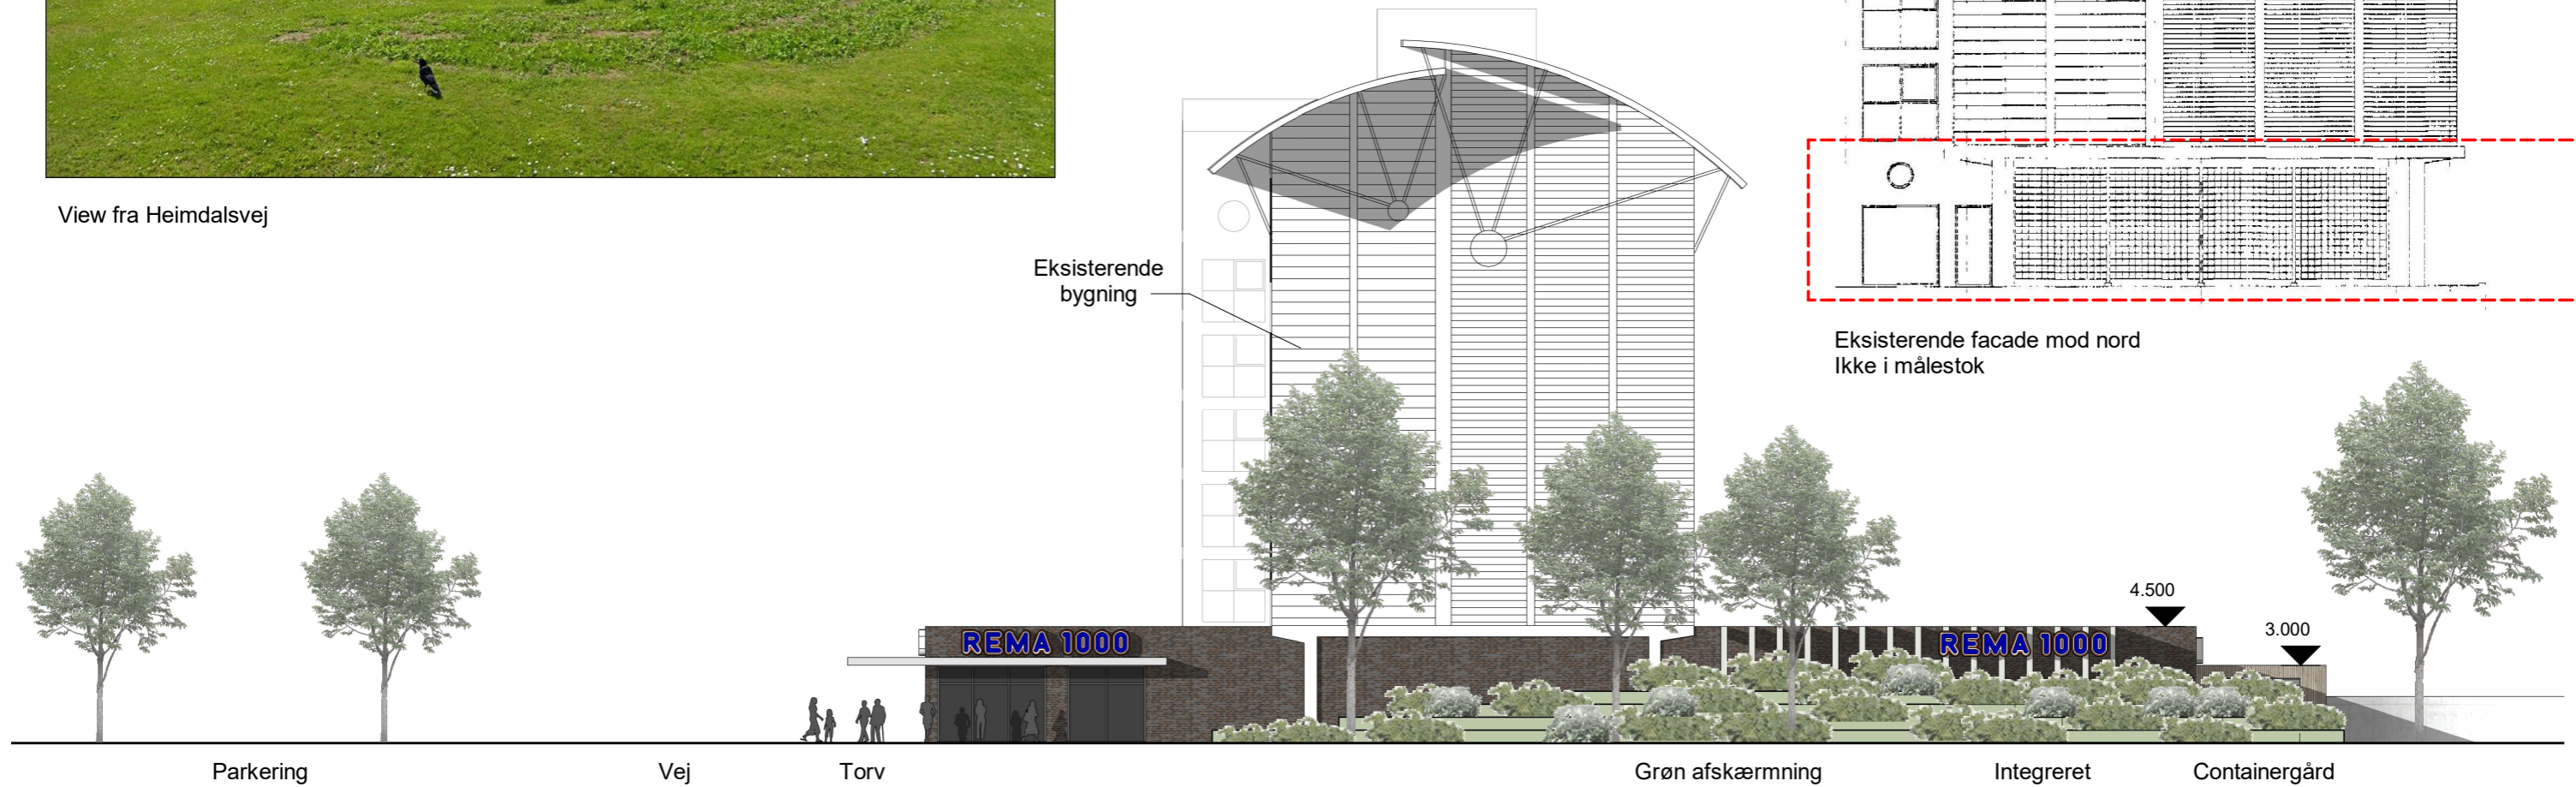 View fra Heimdalsvej
Eksisterende
bygning
Eksisterende facade mod nord
Ikke i målestok
4.500
3.000
REMA 1000
REMA 1000
Parkering
Vej
Torv
Grøn afskærmning
Integreret
Containergård